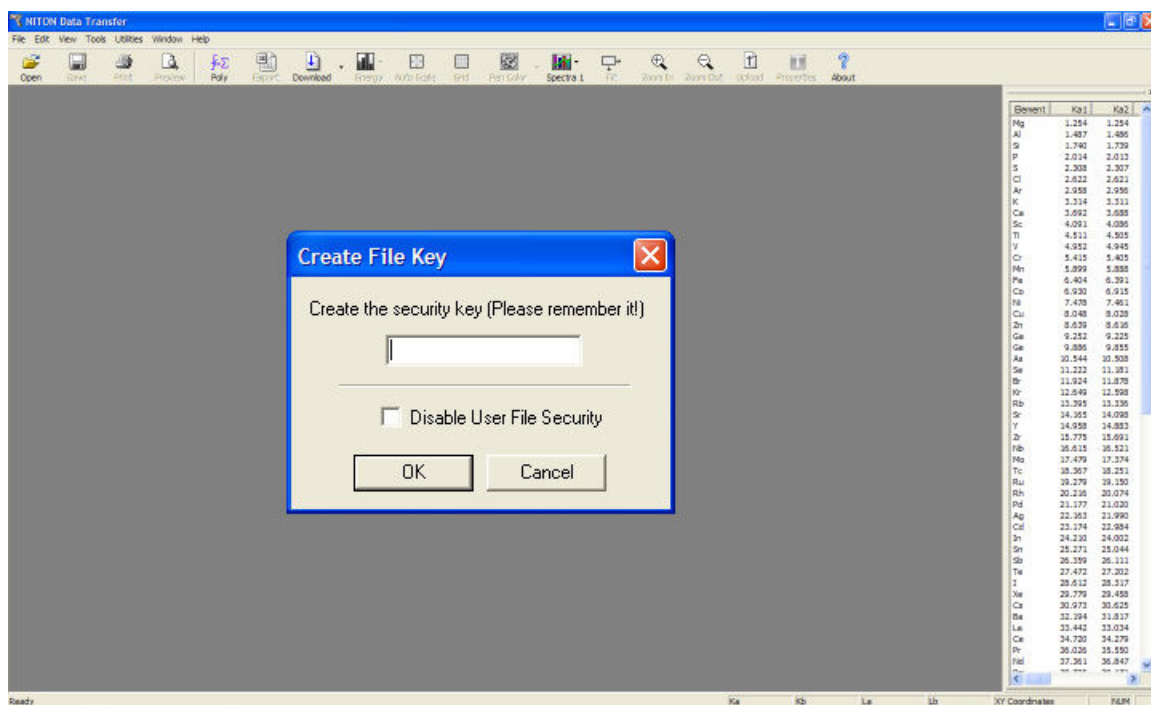 NITON Data Transfer
File Edit View Tools Utilities Window Help
Open Save Print Preview Poly Export Download Energy Auto Scale Grid Pen Color Spectra 1 Fit Zoom In Zoom Out Upload Properties About
Element Ka1 Ka2
Mg 1.254 1.254
Al 1.487 1.486
Si 1.740 1.739
P 2.014 2.013
S 2.308 2.307
Cl 2.622 2.621
Ar 2.958 2.956
K 3.314 3.311
Ca 3.692 3.688
Sc 4.091 4.086
Ti 4.511 4.505
V 4.952 4.945
Cr 5.415 5.405
Mn 5.899 5.888
Fe 6.404 6.391
Co 6.930 6.915
Ni 7.478 7.461
Cu 8.048 8.028
Zn 8.639 8.616
Ga 9.252 9.225
Ge 9.886 9.855
As 10.544 10.508
Se 11.222 11.181
Br 11.924 11.878
Kr 12.649 12.598
Rb 13.395 13.336
Sr 14.165 14.098
Y 14.958 14.883
Zr 15.775 15.691
Nb 16.615 16.521
Mo 17.479 17.374
Tc 18.367 18.251
Ru 19.279 19.150
Rh 20.216 20.074
Pd 21.177 21.020
Ag 22.163 21.990
Cd 23.174 22.984
In 24.210 24.002
Sn 25.271 25.044
Sb 26.359 26.111
Te 27.472 27.202
I 28.612 28.317
Xe 29.779 29.458
Cs 30.973 30.625
Ba 32.194 31.817
La 33.442 33.034
Ce 34.720 34.279
Pr 36.026 35.550
Nd 37.361 36.847
Create File Key
Create the security key (Please remember it!)
Disable User File Security
OK Cancel
Ready Ka Kb La Lb XY Coordinates NUM